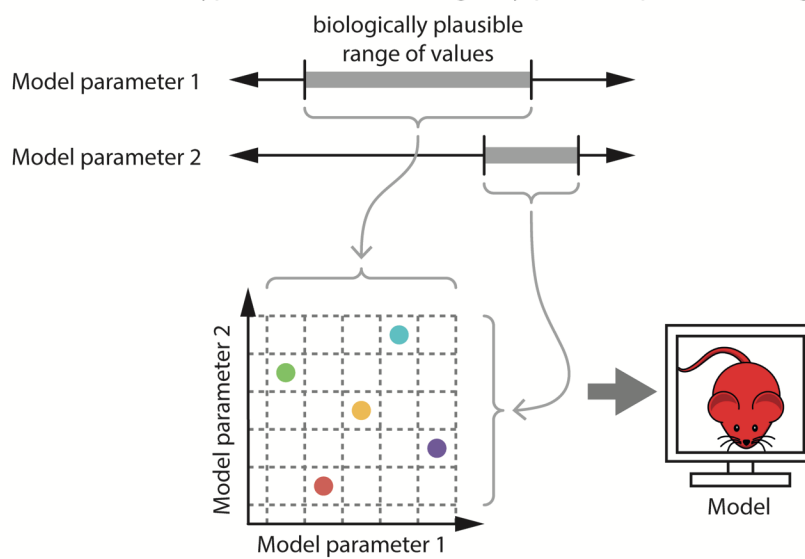 biologically plausible
range of values
Model parameter 1
Model parameter 2
Model parameter 2
Model parameter 1
Model